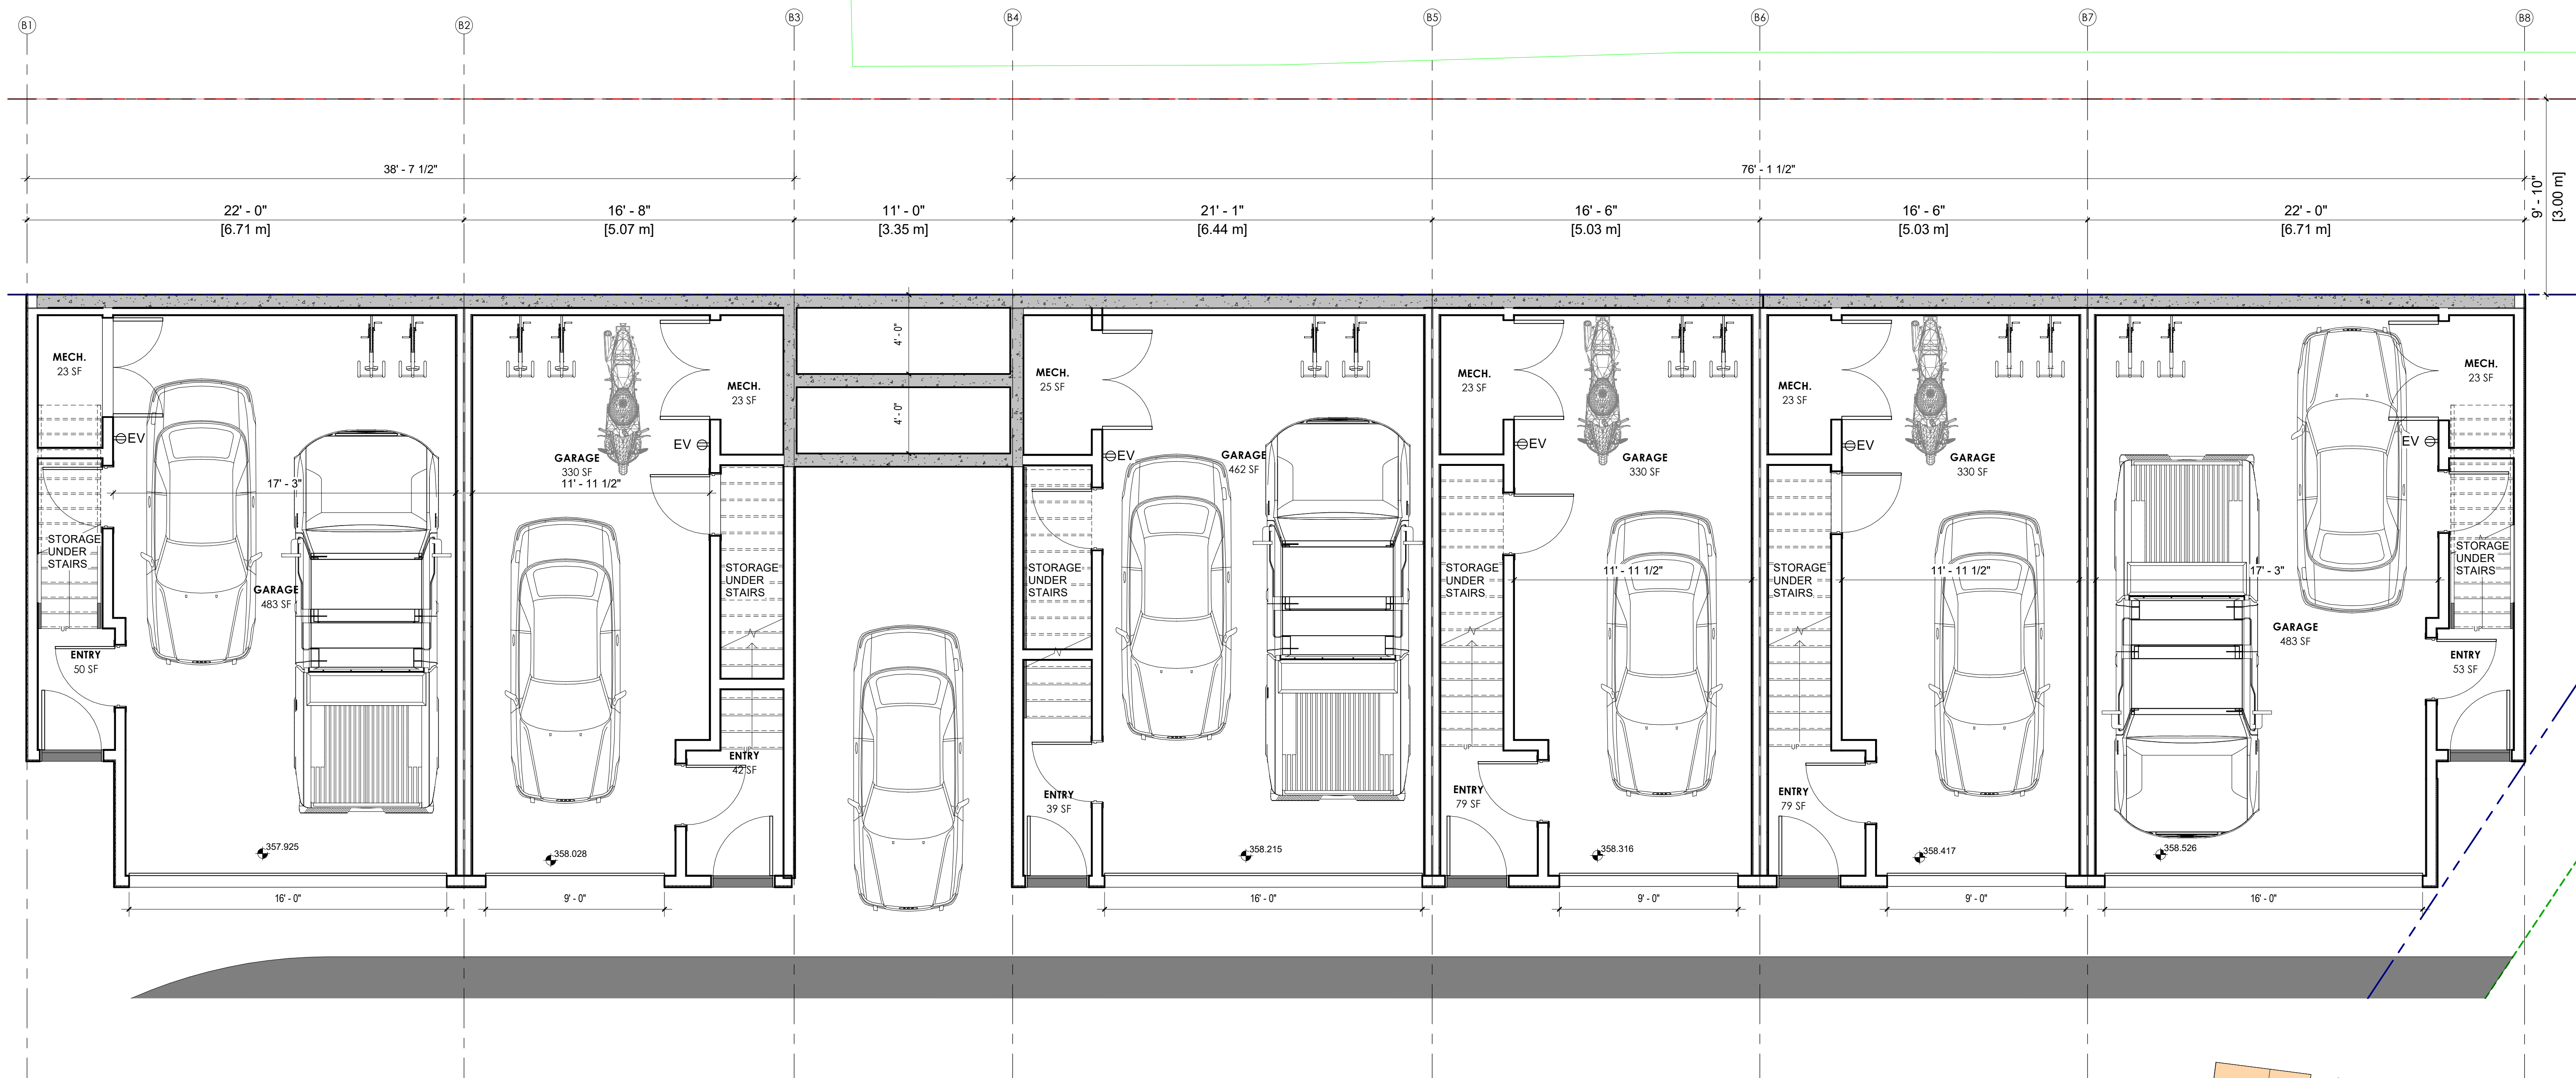 B1
B2
B3
B4
B5
B6
B7
B8
38' - 7 1/2"
76' - 1 1/2"
22' - 0"
[6.71 m]
16' - 8"
[5.07 m]
11' - 0"
[3.35 m]
21' - 1"
[6.44 m]
16' - 6"
[5.03 m]
16' - 6"
[5.03 m]
22' - 0"
[6.71 m]
9' - 10"
[3.00 m]
MECH.
23 SF
EV
17' - 3"
STORAGE
UNDER
STAIRS
GARAGE
483 SF
UP
ENTRY
50 SF
357.925
16' - 0"
MECH.
23 SF
EV
GARAGE
330 SF
11' - 11 1/2"
STORAGE
UNDER
STAIRS
UP
ENTRY
42 SF
358.028
9' - 0"
4' - 0"
4' - 0"
MECH.
25 SF
EV
GARAGE
462 SF
STORAGE
UNDER
STAIRS
ENTRY
39 SF
358.215
16' - 0"
MECH.
23 SF
EV
GARAGE
330 SF
11' - 11 1/2"
STORAGE
UNDER
STAIRS
UP
ENTRY
79 SF
358.316
9' - 0"
MECH.
23 SF
EV
GARAGE
330 SF
11' - 11 1/2"
STORAGE
UNDER
STAIRS
UP
ENTRY
79 SF
358.417
9' - 0"
MECH.
23 SF
EV
STORAGE
UNDER
STAIRS
17' - 3"
GARAGE
483 SF
UP
ENTRY
53 SF
358.526
16' - 0"